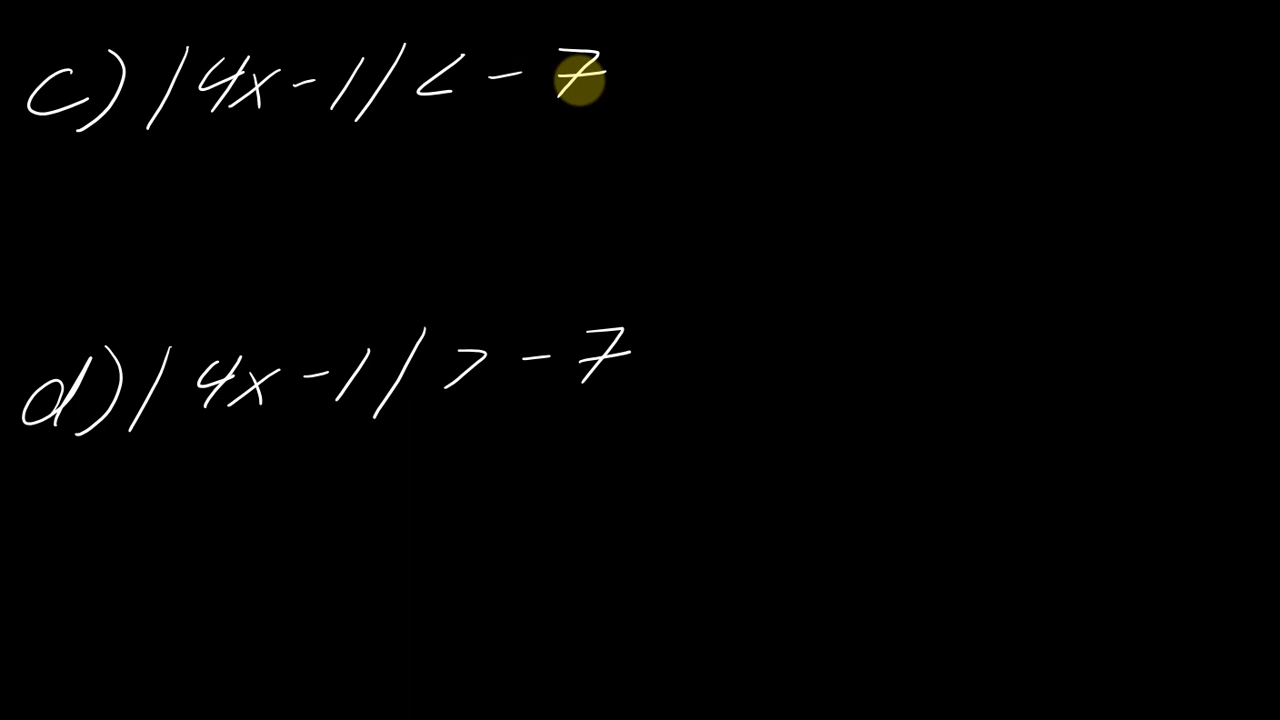 c) |4x-1| < -7
d) |4x-1| > -7